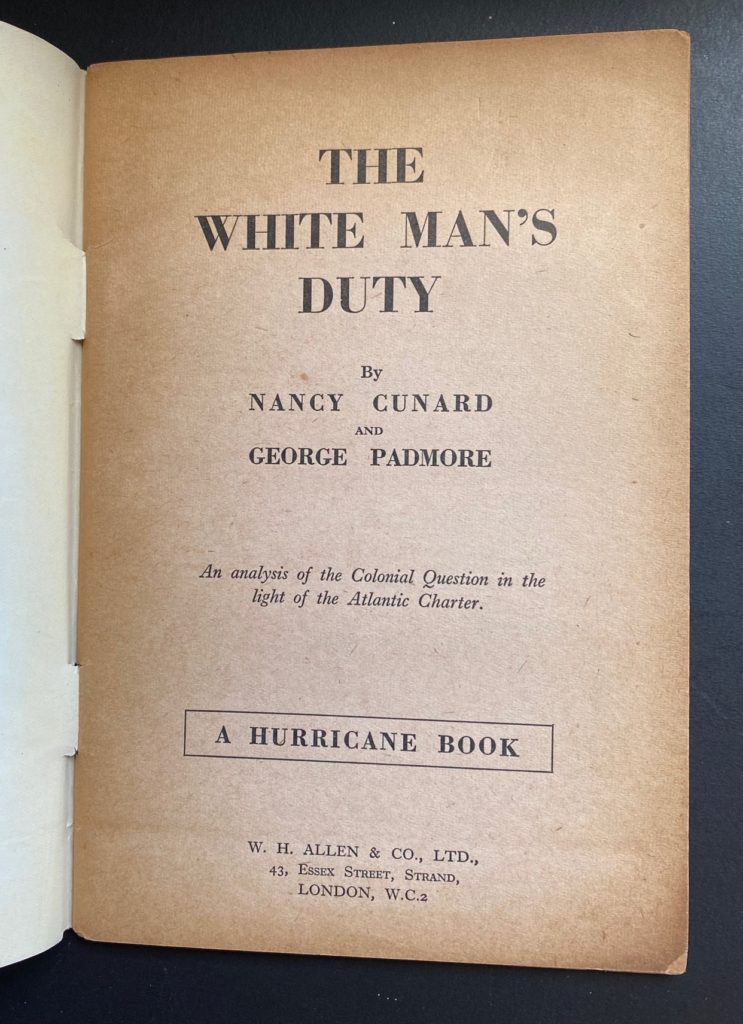 THE
WHITE MAN'S
DUTY
By
NANCY CUNARD
AND
GEORGE PADMORE
An analysis of the Colonial Question in the
light of the Atlantic Charter.
A HURRICANE BOOK
W. H. ALLEN & CO., LTD.,
43, ESSEX STREET, STRAND,
LONDON, W.C.2